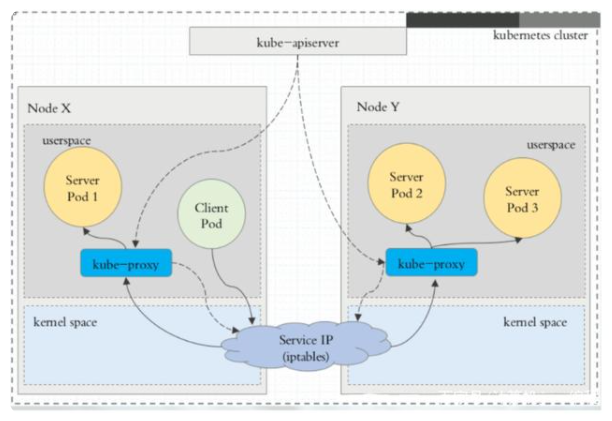 kube-apiserver
kubernetes cluster
Node X
Node Y
userspace
userspace
Server
Pod 1
Client
Pod
Server
Pod 2
Server
Pod 3
kube-proxy
kube-proxy
kernel space
kernel space
Service IP
(iptables)